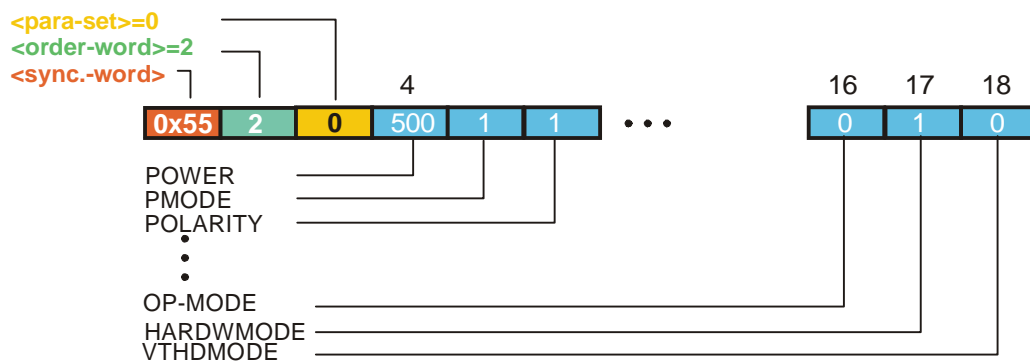 <para-set>=0
<order-word>=2
<sync.-word>
4 16 17 18
0x55 2 0 500 1 1 • • • 0 1 0
POWER
PMODE
POLARITY
OP-MODE
HARDWMODE
VTHDMODE